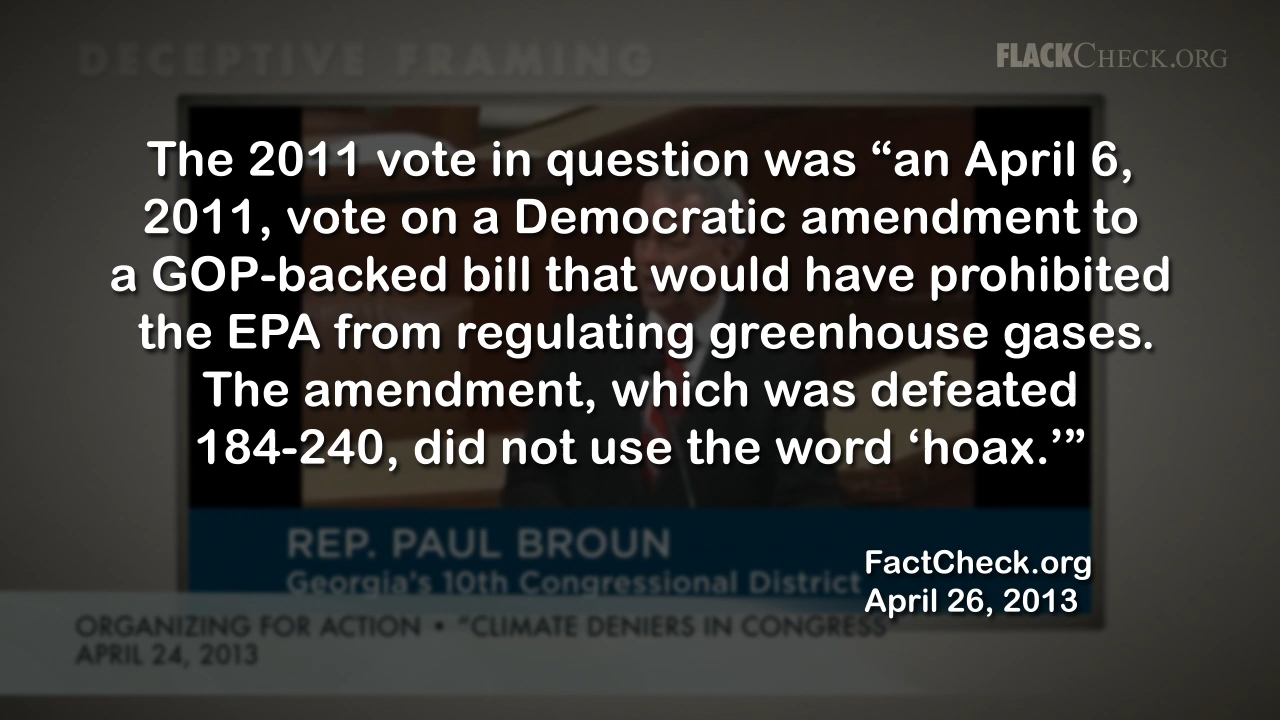 DECEPTIVE FRAMING
FLACKCHECK.ORG
The 2011 vote in question was “an April 6,
2011, vote on a Democratic amendment to
a GOP-backed bill that would have prohibited
the EPA from regulating greenhouse gases.
The amendment, which was defeated
184-240, did not use the word ‘hoax.’”
REP. PAUL BROUN
Georgia's 10th Congressional District
FactCheck.org
April 26, 2013
ORGANIZING FOR ACTION • “CLIMATE DENIERS IN CONGRESS”
APRIL 24, 2013